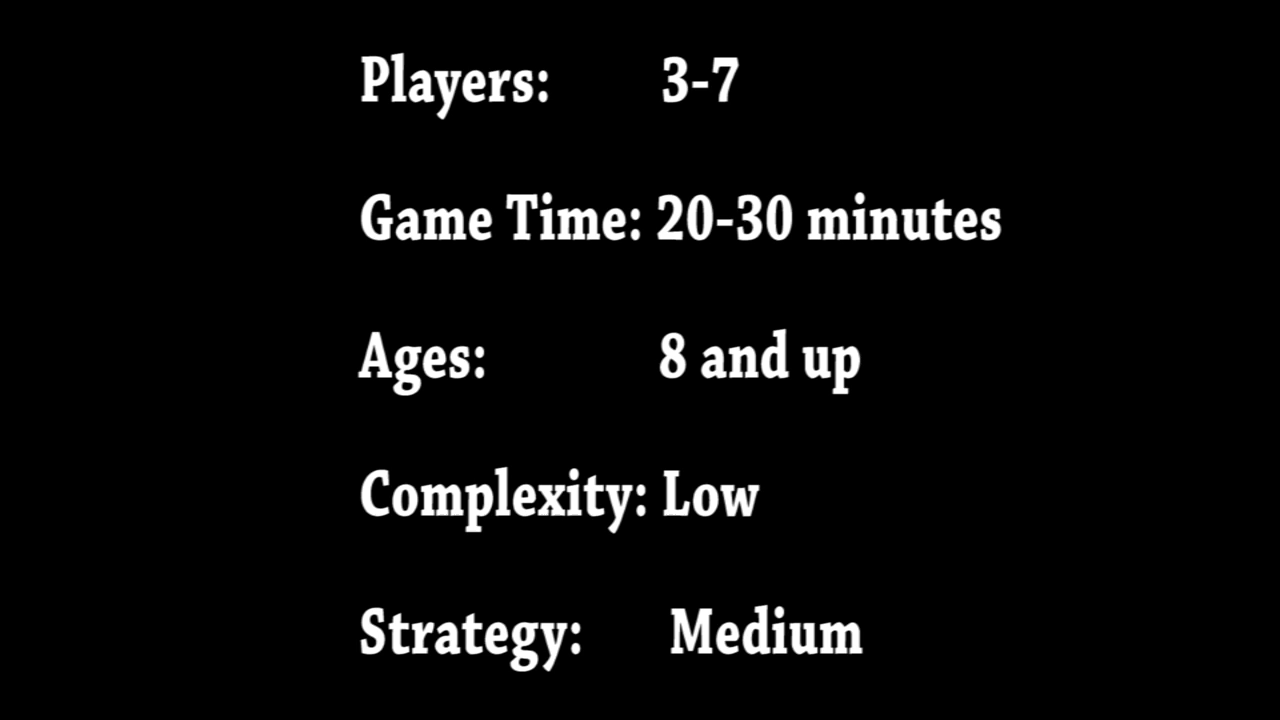 Players: 3-7
Game Time: 20-30 minutes
Ages: 8 and up
Complexity: Low
Strategy: Medium